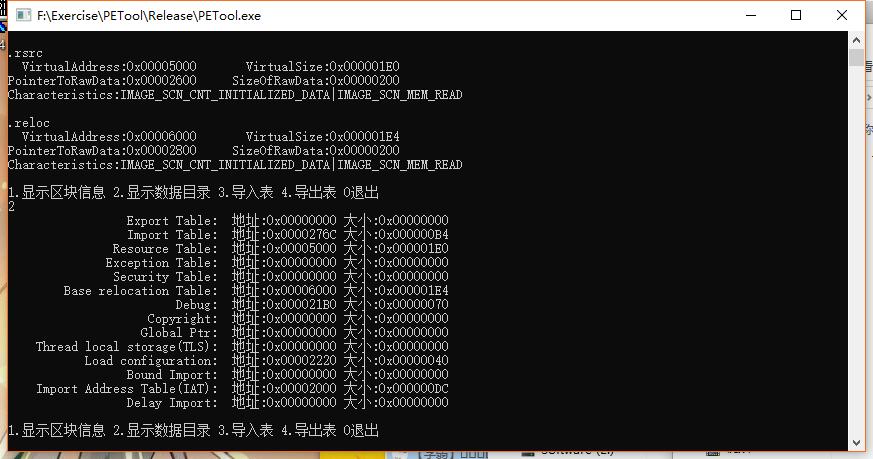 F:\Exercise\PETool\Release\PETool.exe
.rsrc
VirtualAddress:0x00005000 VirtualSize:0x000001E0
PointerToRawData:0x00002600 SizeOfRawData:0x00000200
Characteristics:IMAGE_SCN_CNT_INITIALIZED_DATA|IMAGE_SCN_MEM_READ
.reloc
VirtualAddress:0x00006000 VirtualSize:0x000001E4
PointerToRawData:0x00002800 SizeOfRawData:0x00000200
Characteristics:IMAGE_SCN_CNT_INITIALIZED_DATA|IMAGE_SCN_MEM_READ
1.显示区块信息 2.显示数据目录 3.导入表 4.导出表 0退出
2
Export Table: 地址:0x00000000 大小:0x00000000
Import Table: 地址:0x0000276C 大小:0x000000B4
Resource Table: 地址:0x00005000 大小:0x000001E0
Exception Table: 地址:0x00000000 大小:0x00000000
Security Table: 地址:0x00000000 大小:0x00000000
Base relocation Table: 地址:0x00006000 大小:0x000001E4
Debug: 地址:0x000021B0 大小:0x00000070
Copyright: 地址:0x00000000 大小:0x00000000
Global Ptr: 地址:0x00000000 大小:0x00000000
Thread local storage(TLS): 地址:0x00000000 大小:0x00000000
Load configuration: 地址:0x00002220 大小:0x00000040
Bound Import: 地址:0x00000000 大小:0x00000000
Import Address Table(IAT): 地址:0x00002000 大小:0x000000DC
Delay Import: 地址:0x00000000 大小:0x00000000
1.显示区块信息 2.显示数据目录 3.导入表 4.导出表 0退出